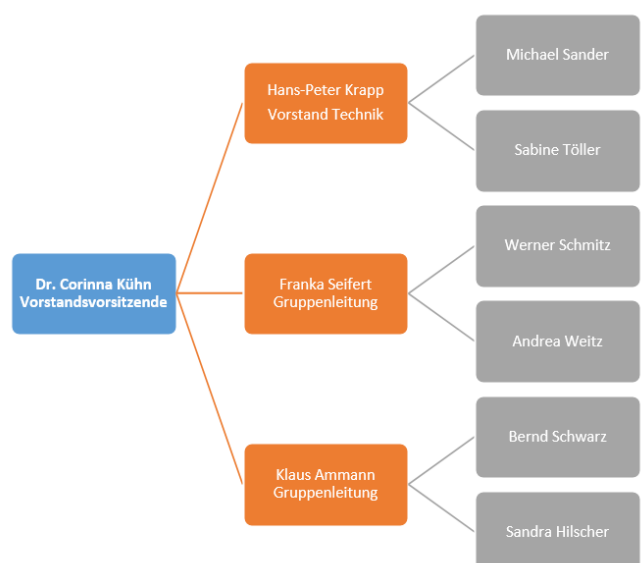 Dr. Corinna Kühn
Vorstandsvorsitzende
Hans-Peter Krapp
Vorstand Technik
Michael Sander
Sabine Töller
Franka Seifert
Gruppenleitung
Werner Schmitz
Andrea Weitz
Klaus Ammann
Gruppenleitung
Bernd Schwarz
Sandra Hilscher